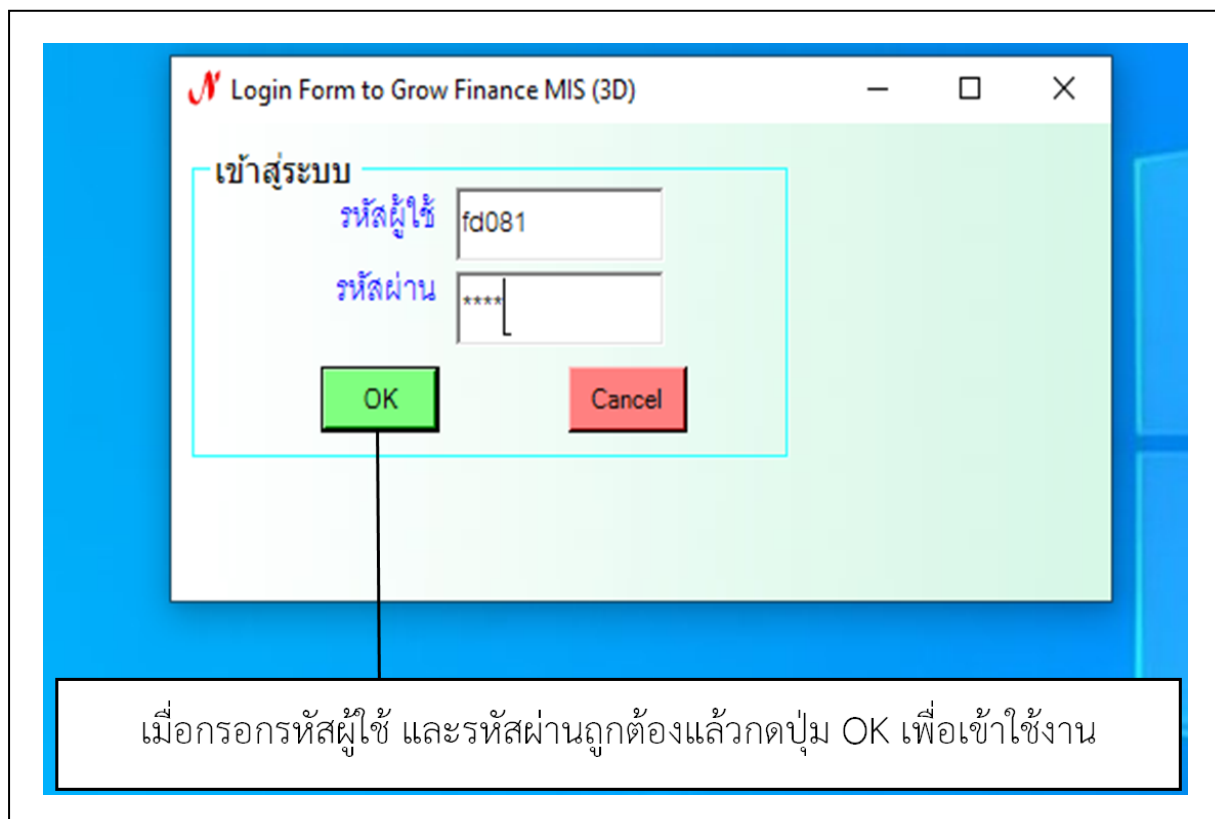 Login Form to Grow Finance MIS (3D)
เข้าสู่ระบบ
รหัสผู้ใช้ fd081
รหัสผ่าน ****
OK Cancel
เมื่อกรอกรหัสผู้ใช้ และรหัสผ่านถูกต้องแล้วกดปุ่ม OK เพื่อเข้าใช้งาน